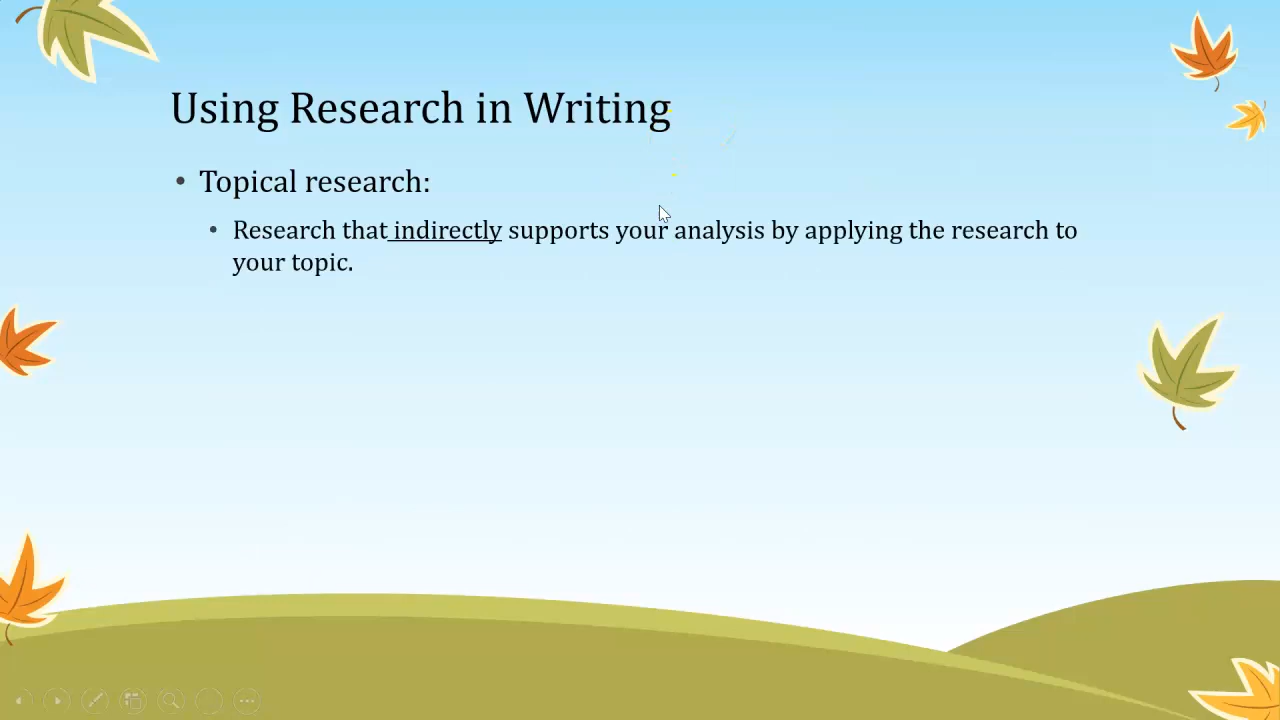 Using Research in Writing
• Topical research:
• Research that indirectly supports your analysis by applying the research to
your topic.